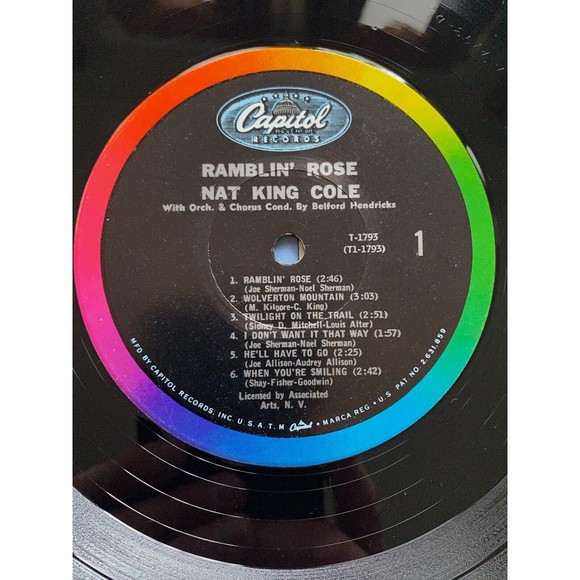 Capitol
RECORDS
RAMBLIN' ROSE
NAT KING COLE
With Orch. & Chorus Cond. By Belford Hendricks
T-1793
(T1-1793)
1
1. RAMBLIN' ROSE (2:46)
(Joe Sherman-Noel Sherman)
2. WOLVERTON MOUNTAIN (3:03)
(M. Kilgore-C. King)
3. TWILIGHT ON THE TRAIL (2:51)
(Sidney D. Mitchell-Louis Alter)
4. I DON'T WANT IT THAT WAY (1:57)
(Joe Sherman-Noel Sherman)
5. HE'LL HAVE TO GO (2:25)
(Joe Allison-Audrey Allison)
6. WHEN YOU'RE SMILING (2:42)
(Shay-Fisher-Goodwin)
Licensed by Associated
Arts, N. V.
MFD BY CAPITOL RECORDS, INC. U.S.A. T.M. Capitol • MARCA REG. • U.S. PAT NO. 2,631,859